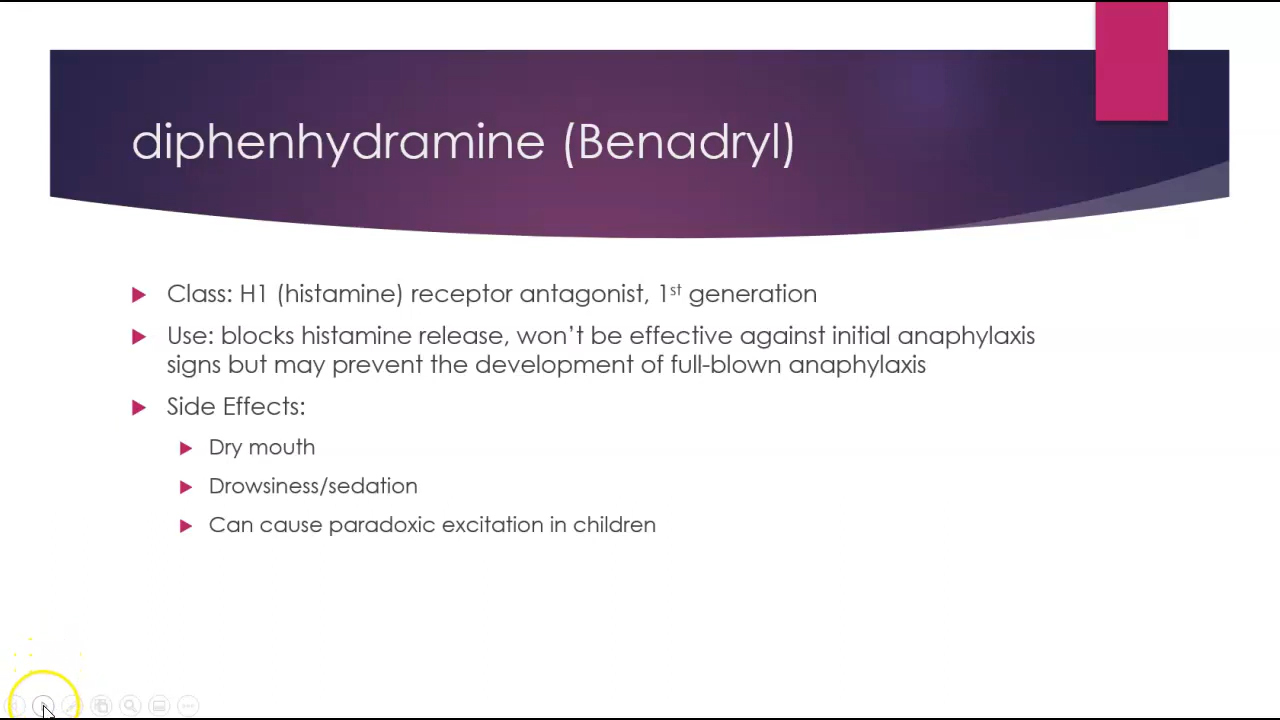 diphenhydramine (Benadryl)
Class: H1 (histamine) receptor antagonist, 1st generation
Use: blocks histamine release, won't be effective against initial anaphylaxis
signs but may prevent the development of full-blown anaphylaxis
Side Effects:
Dry mouth
Drowsiness/sedation
Can cause paradoxic excitation in children